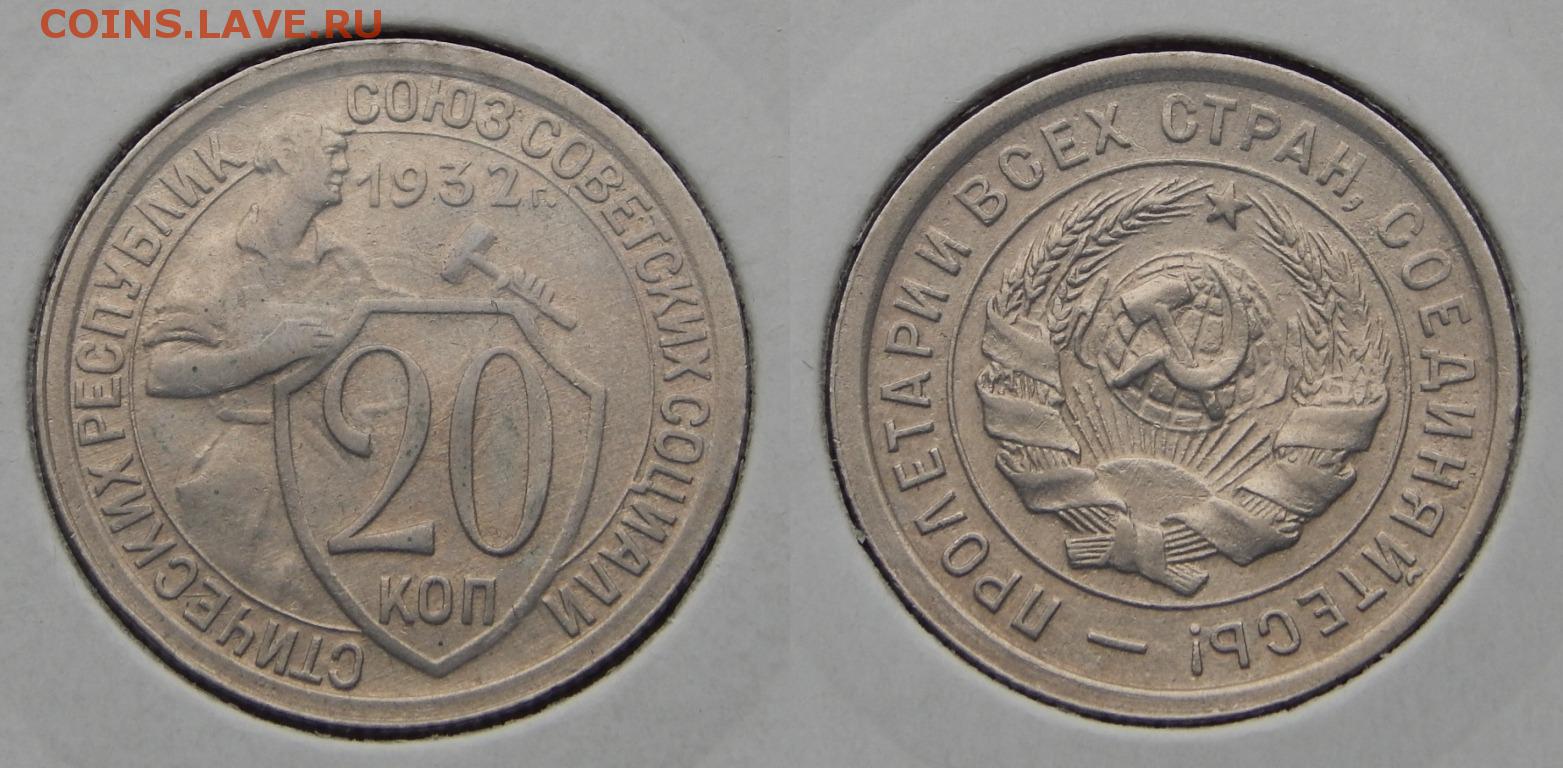 COINS.LAVE.RU
СОЮЗ СОВЕТСКИХ СОЦИАЛИСТИЧЕСКИХ РЕСПУБЛИК
1932г.
20
КОП
ПРОЛЕТАРИИ ВСЕХ СТРАН, СОЕДИНЯЙТЕСЬ! —